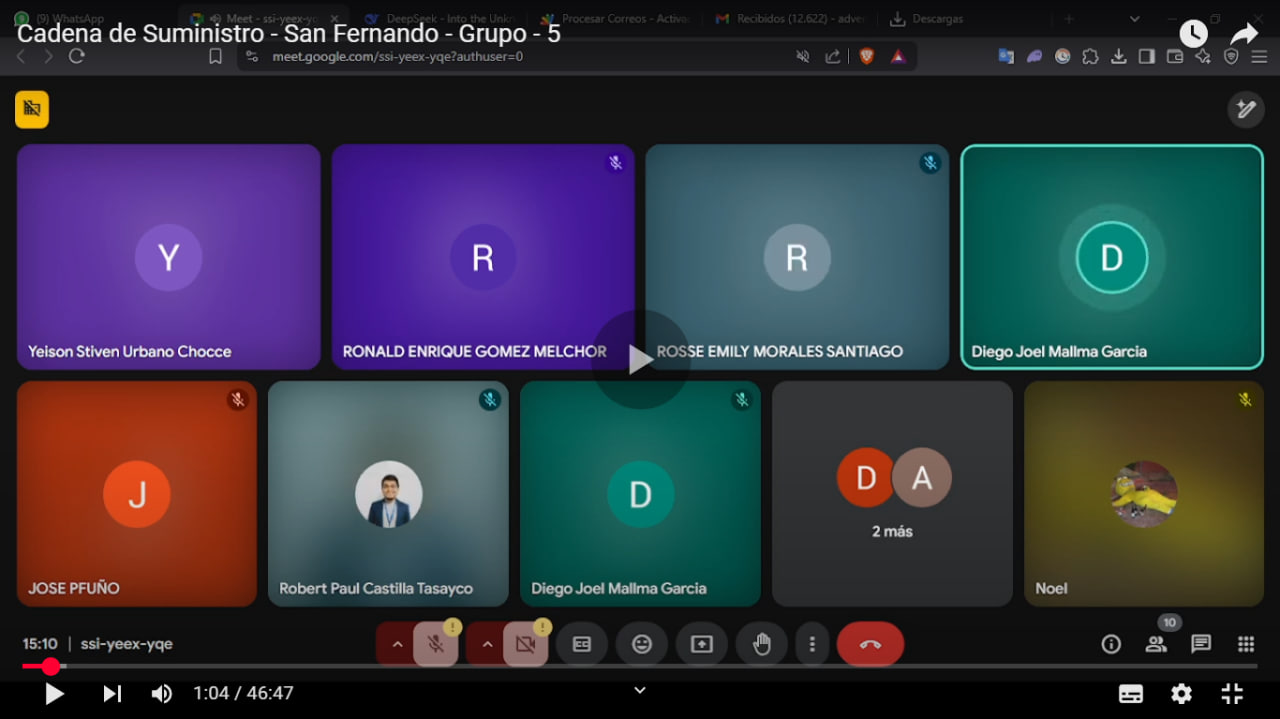 (9) WhatsApp
Meet - ssi-yeex-yq
DeepSeek - Into the Unkn
Procesar Correos - Activa
Recibidos (12.622) - adve
Descargas
Cadena de Suministro - San Fernando - Grupo - 5
meet.google.com/ssi-yeex-yqe?authuser=0
Y
R
R
D
Yeison Stiven Urbano Chocce
RONALD ENRIQUE GOMEZ MELCHOR
ROSSE EMILY MORALES SANTIAGO
Diego Joel Mallma Garcia
J
D
D
A
2 más
JOSE PFUÑO
Robert Paul Castilla Tasayco
Diego Joel Mallma Garcia
Noel
15:10 | ssi-yeex-yqe
10
1:04 / 46:47